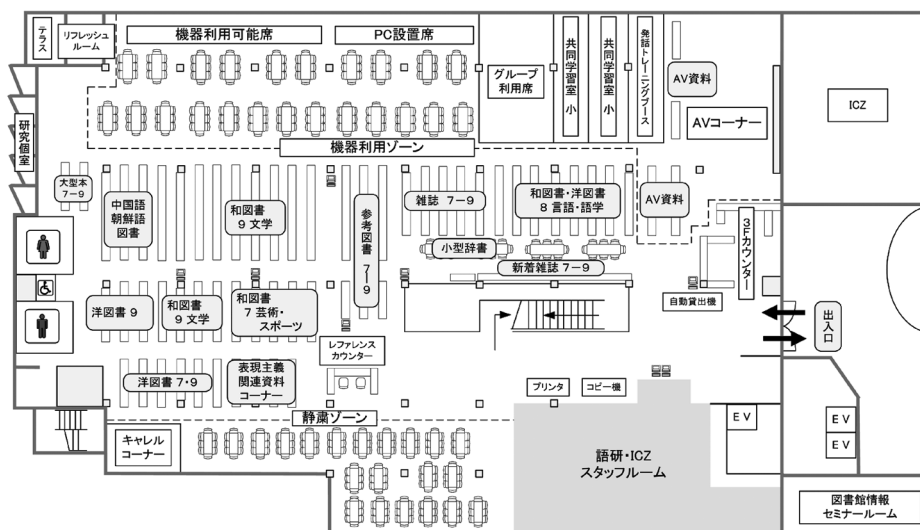 テラス
リフレッシュ
ルーム
機器利用可能席
PC設置席
グループ
利用席
共同学習室 小
共同学習室 小
発話トレーニングブース
AV資料
AVコーナー
ICZ
研究個室
機器利用ゾーン
大型本
7-9
中国語
朝鮮語
図書
和図書
9 文学
参考図書 7-9
雑誌 7-9
和図書・洋図書
8 言語・語学
AV資料
小型辞書
新着雑誌 7-9
3Fカウンター
自動貸出機
出入口
洋図書 9
和図書
9 文学
和図書
7 芸術・
スポーツ
レファレンス
カウンター
洋図書 7・9
表現主義
関連資料
コーナー
プリンタ
コピー機
静粛ゾーン
キャレル
コーナー
語研・ICZ
スタッフルーム
EV
EV
EV
図書館情報
セミナールーム